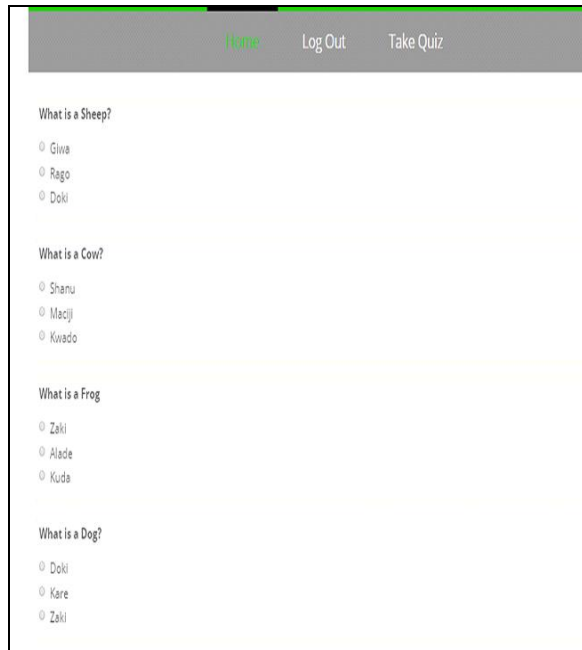 Home Log Out Take Quiz
What is a Sheep?
Giwa
Rago
Doki
What is a Cow?
Shanu
Maciji
Kwado
What is a Frog
Zaki
Alade
Kuda
What is a Dog?
Doki
Kare
Zaki